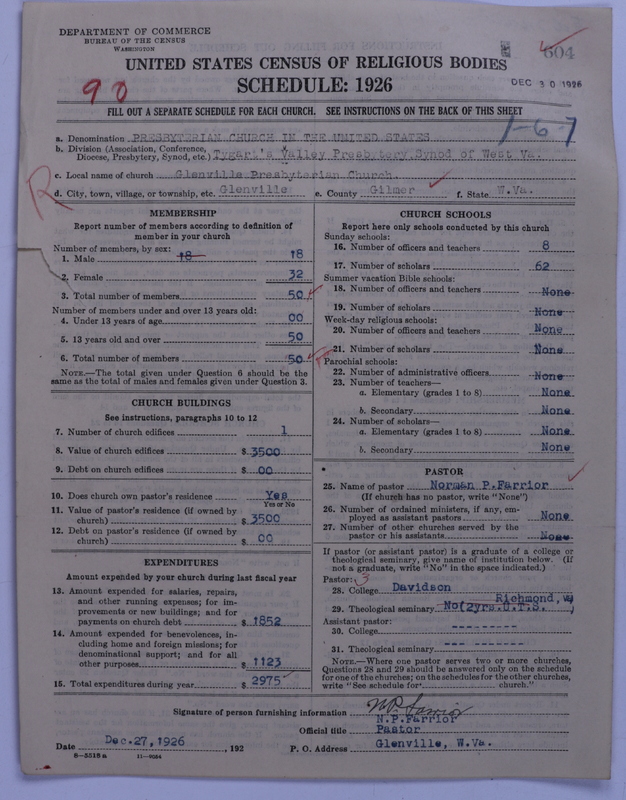 DEPARTMENT OF COMMERCE
BUREAU OF THE CENSUS
WASHINGTON
604
UNITED STATES CENSUS OF RELIGIOUS BODIES
SCHEDULE: 1926
DEC 30 1926
90
FILL OUT A SEPARATE SCHEDULE FOR EACH CHURCH. SEE INSTRUCTIONS ON THE BACK OF THIS SHEET
1-6-7
a. Denomination PRESBYTERIAN CHURCH IN THE UNITED STATES
b. Division (Association, Conference, Diocese, Presbytery, Synod, etc.) Tygart's Valley Presbytery Synod of West Va.
c. Local name of church Glenville Presbyterian Church.
R
d. City, town, village, or township, etc. Glenville e. County Gilmer f. State W.Va.
MEMBERSHIP
Report number of members according to definition of
member in your church
Number of members, by sex:
1. Male 18 18
2. Female 32
3. Total number of members 50
Number of members under and over 13 years old:
4. Under 13 years of age 00
5. 13 years old and over 50
6. Total number of members 50
NOTE.—The total given under Question 6 should be
same as the total of males and females given under Question 3.
CHURCH BUILDINGS
See instructions, paragraphs 10 to 12
7. Number of church edifices 1
8. Value of church edifices $ 3500
9. Debt on church edifices $ 00
10. Does church own pastor's residence Yes
Yes or No
11. Value of pastor's residence (if owned by
church) $ 3500
12. Debt on pastor's residence (if owned by
church) $ 00
EXPENDITURES
Amount expended by your church during last fiscal year
13. Amount expended for salaries, repairs,
and other running expenses; for im-
provements or new buildings; and for
payments on church debt $ 1852
14. Amount expended for benevolences, in-
cluding home and foreign missions; for
denominational support; and for all
other purposes $ 1123
15. Total expenditures during year $ 2975
CHURCH SCHOOLS
Report here only schools conducted by this church
Sunday schools:
16. Number of officers and teachers 8
17. Number of scholars 62
Summer vacation Bible schools:
18. Number of officers and teachers None
19. Number of scholars None
Week-day religious schools:
20. Number of officers and teachers None
21. Number of scholars None
Parochial schools:
22. Number of administrative officers None
23. Number of teachers—
a. Elementary (grades 1 to 8) None
b. Secondary None
24. Number of scholars—
a. Elementary (grades 1 to 8) None
b. Secondary None
PASTOR
25. Name of pastor Norman P.Farrior
(If church has no pastor, write "None")
26. Number of ordained ministers, if any, em-
ployed as assistant pastors None
27. Number of other churches served by the
pastor or his assistants None
If pastor (or assistant pastor) is a graduate of a college or
theological seminary, give name of institution below. (If
not a graduate, write "No" in the space indicated.)
Pastor: 3
28. College Davidson
Richmond,
29. Theological seminary No(2yrs.U.T.S. )
Assistant pastor:
30. College ---------
31. Theological seminary --- -------
NOTE.—Where one pastor serves two or more churches,
Questions 28 and 29 should be answered only on the schedule
for one of the churches; on the schedules for the other churches,
write "See schedule for church."
Signature of person furnishing information N.P. Farrior
N.P.Farrior
Official title Pastor
Date Dec.27,1926 , 192 P. O. Address Glenville, W.Va.
8—5518a 11—8034